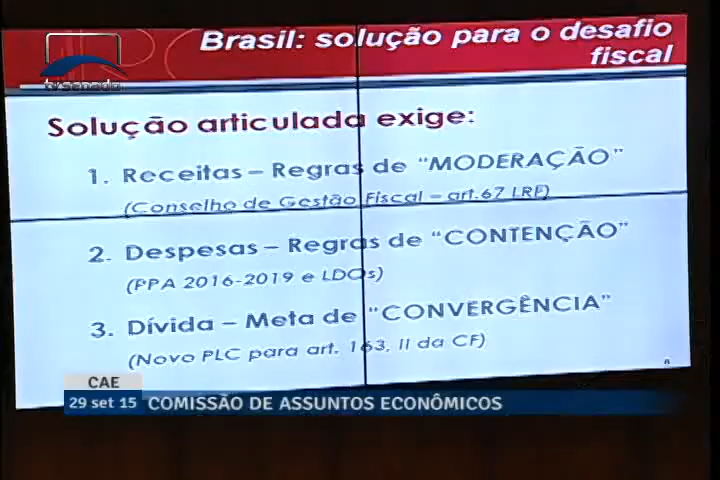 Brasil: solução para o desafio
fiscal
tvSenado
Solução articulada exige:
1. Receitas – Regras de "MODERAÇÃO"
(Conselho de Gestão Fiscal – art.67 LRF)
2. Despesas – Regras de "CONTENÇÃO"
(PPA 2016-2019 e LDOs)
3. Dívida – Meta de "CONVERGÊNCIA"
(Novo PLC para art. 163, II da CF)
8
CAE
29 set 15 COMISSÃO DE ASSUNTOS ECONÔMICOS